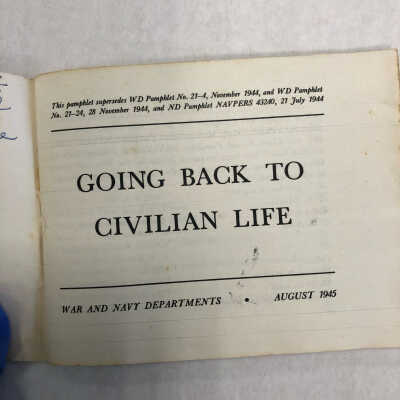 This pamphlet supersedes WD Pamphlet No. 21-4, November 1944, and WD Pamphlet
No. 21-24, 28 November 1944, and ND Pamphlet NAVPERS 43240, 21 July 1944
GOING BACK TO
CIVILIAN LIFE
WAR AND NAVY DEPARTMENTS • AUGUST 1945